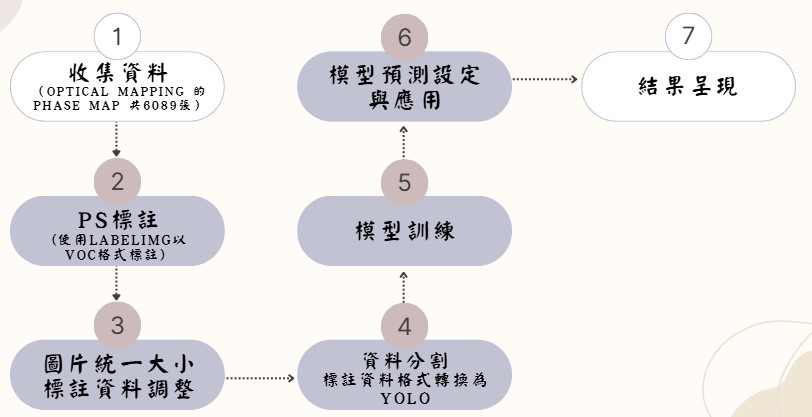 1
收集資料
（OPTICAL MAPPING 的
PHASE MAP 共6089張）
2
PS標註
(使用LABELIMG以
VOC格式標註)
3
圖片統一大小
標註資料調整
4
資料分割
標註資料格式轉換為
YOLO
5
模型訓練
6
模型預測設定
與應用
7
結果呈現